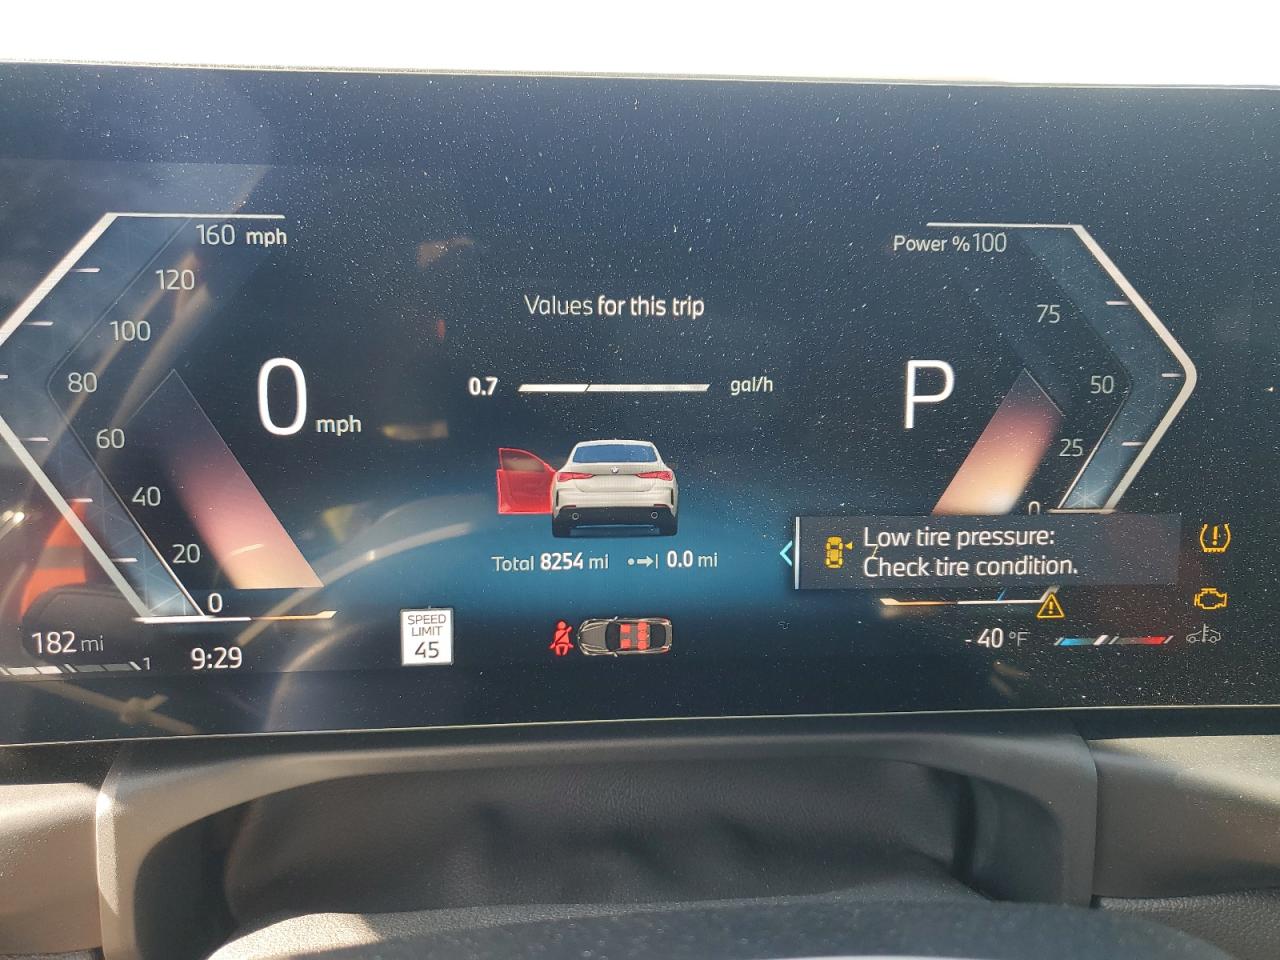 160 mph
120
100
80
60
40
20
0
0 mph
182 mi
1
9:29
Values for this trip
0.7 gal/h
Total 8254 mi 0.0 mi
SPEED
LIMIT
45
Power %100
75
50
25
0
P
Low tire pressure:
Check tire condition.
-40 °F